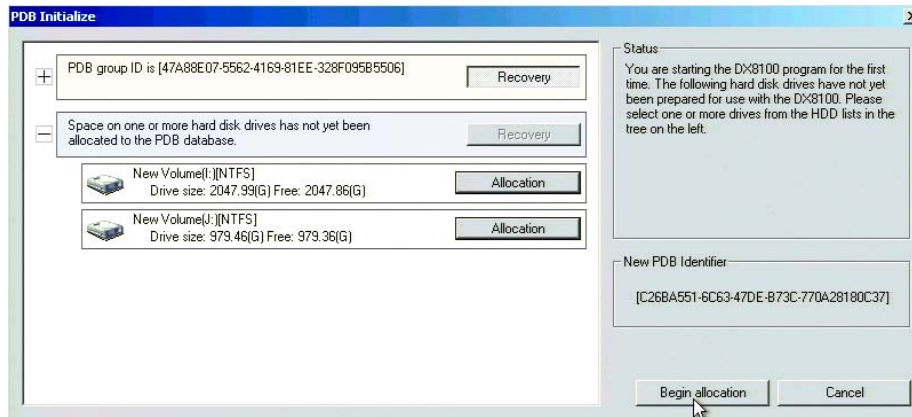 PDB Initialize
PDB group ID is [47A88E07-5562-4169-81EE-328F095B5506]
Recovery
Space on one or more hard disk drives has not yet been
allocated to the PDB database.
Recovery
New Volume(I:)[NTFS]
Drive size: 2047.99(G) Free: 2047.86(G)
Allocation
New Volume(J:)[NTFS]
Drive size: 979.46(G) Free: 979.36(G)
Allocation
Status
You are starting the DX8100 program for the first
time. The following hard disk drives have not yet
been prepared for use with the DX8100. Please
select one or more drives from the HDD lists in the
tree on the left.
New PDB Identifier
[C26BA551-6C63-47DE-B73C-770A28180C37]
Begin allocation
Cancel